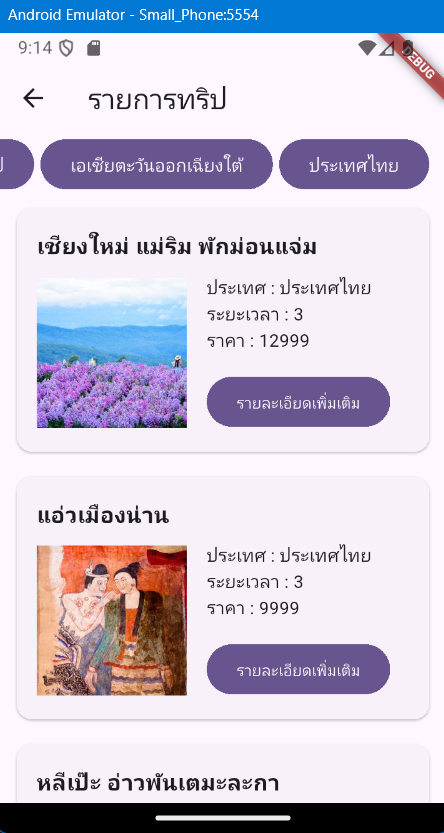 Android Emulator - Small_Phone:5554
9:14
DEBUG
รายการทริป
เอเชียตะวันออกเฉียงใต้
ประเทศไทย
เชียงใหม่ แม่ริม พักม่อนแจ่ม
ประเทศ : ประเทศไทย
ระยะเวลา : 3
ราคา : 12999
รายละเอียดเพิ่มเติม
แอ่วเมืองน่าน
ประเทศ : ประเทศไทย
ระยะเวลา : 3
ราคา : 9999
รายละเอียดเพิ่มเติม
หลีเป๊ะ อ่าวพันเตมะละกา